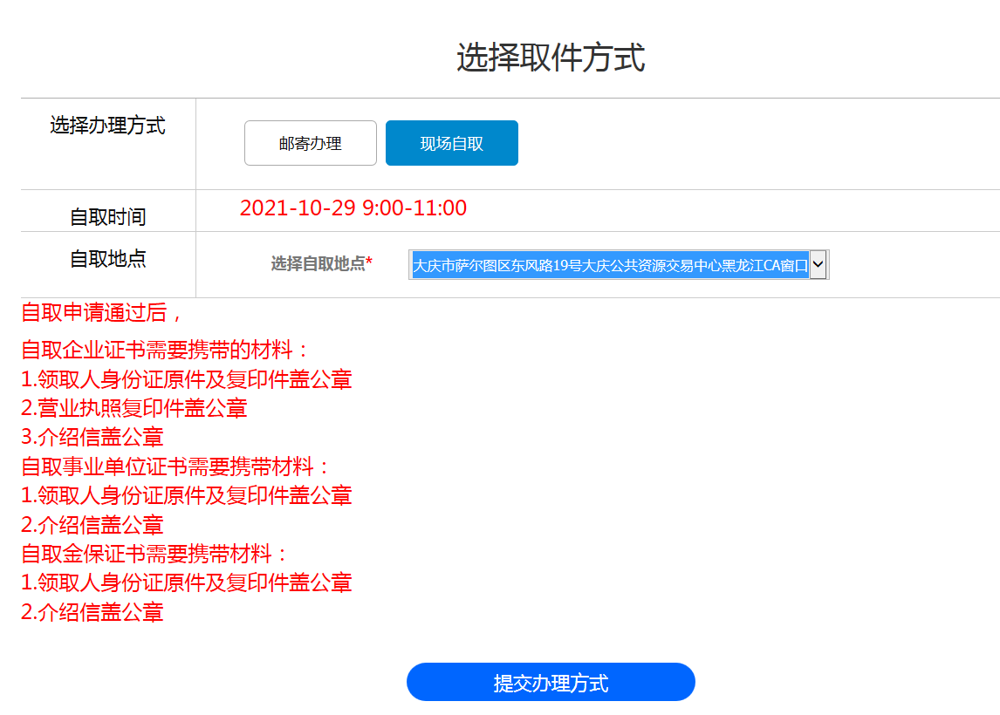 选择取件方式
选择办理方式
邮寄办理 现场自取
自取时间 2021-10-29 9:00-11:00
自取地点 选择自取地点* 大庆市萨尔图区东风路19号大庆公共资源交易中心黑龙江CA窗口
自取申请通过后，
自取企业证书需要携带的材料：
1.领取人身份证原件及复印件盖公章
2.营业执照复印件盖公章
3.介绍信盖公章
自取事业单位证书需要携带材料：
1.领取人身份证原件及复印件盖公章
2.介绍信盖公章
自取金保证书需要携带材料：
1.领取人身份证原件及复印件盖公章
2.介绍信盖公章
提交办理方式